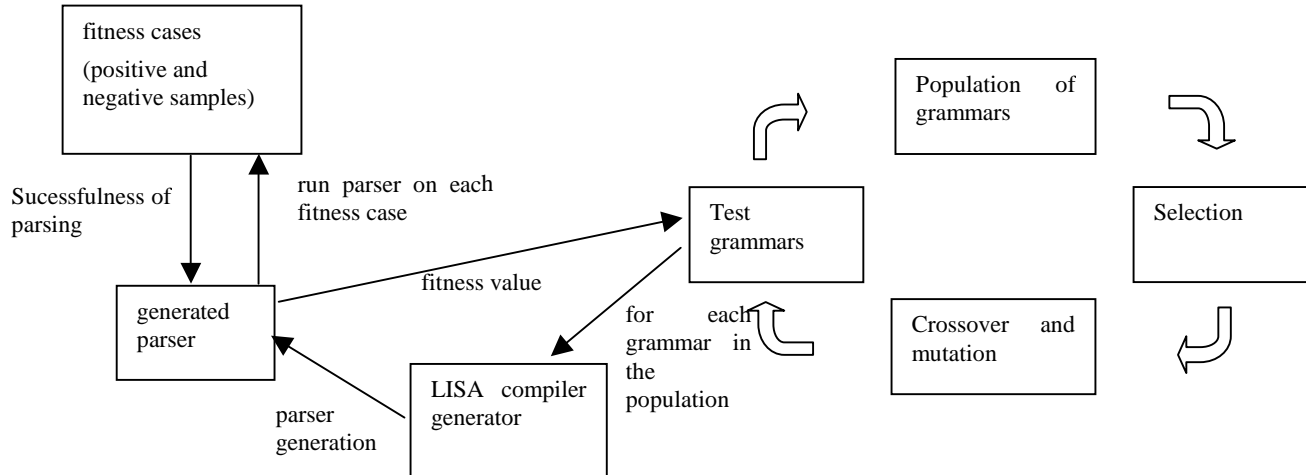 fitness cases
(positive and
negative samples)
Population of
grammars
Sucessfulness of
parsing
run parser on each
fitness case
Test
grammars
Selection
fitness value
generated
parser
for each
grammar in
the
population
Crossover and
mutation
LISA compiler
generator
parser
generation